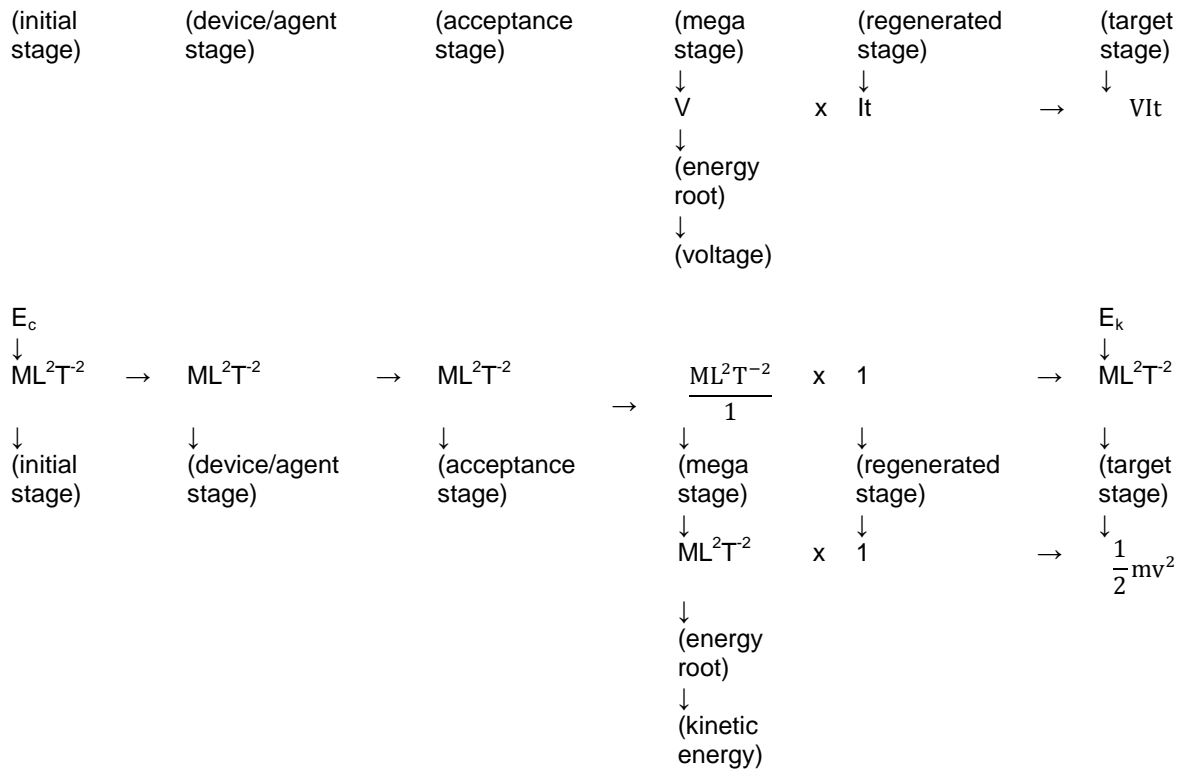 (initial (device/agent (acceptance (mega (regenerated (target
stage) stage) stage) stage) stage) stage)
↓ ↓ ↓
V x It → VIt
↓
(energy
root)
↓
(voltage)
E_c E_k
↓ ↓
ML²T⁻² → ML²T⁻² → ML²T⁻² → ML²T⁻²/1 x 1 → ML²T⁻²
↓ ↓ ↓ ↓ ↓ ↓
(initial (device/agent (acceptance (mega (regenerated (target
stage) stage) stage) stage) stage) stage)
↓ ↓ ↓
ML²T⁻² x 1 → 1/2 mv²
↓
(energy
root)
↓
(kinetic
energy)